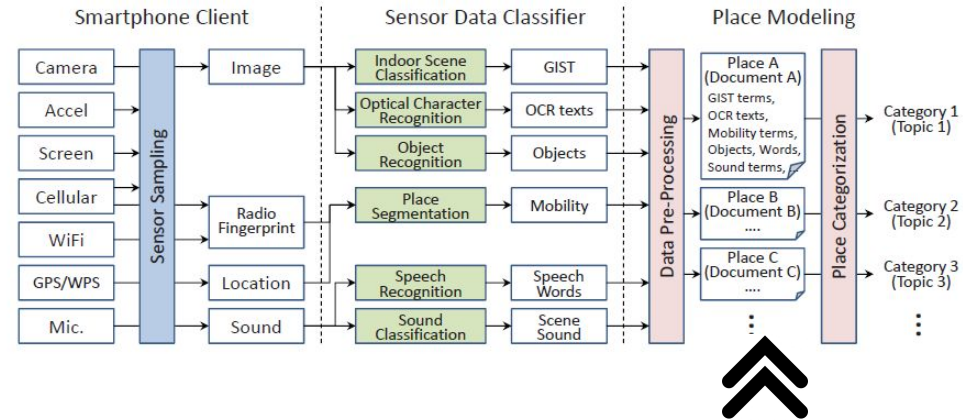 Smartphone Client
Sensor Data Classifier
Place Modeling
Camera
Accel
Screen
Cellular
WiFi
GPS/WPS
Mic.
Sensor Sampling
Image
Radio
Fingerprint
Location
Sound
Indoor Scene
Classification
Optical Character
Recognition
Object
Recognition
Place
Segmentation
Speech
Recognition
Sound
Classification
GIST
OCR texts
Objects
Mobility
Speech
Words
Scene
Sound
Data Pre-Processing
Place A
(Document A)
GIST terms,
OCR texts,
Mobility terms,
Objects, Words,
Sound terms,
Place B
(Document B)
....
Place C
(Document C)
....
Place Categorization
Category 1
(Topic 1)
Category 2
(Topic 2)
Category 3
(Topic 3)